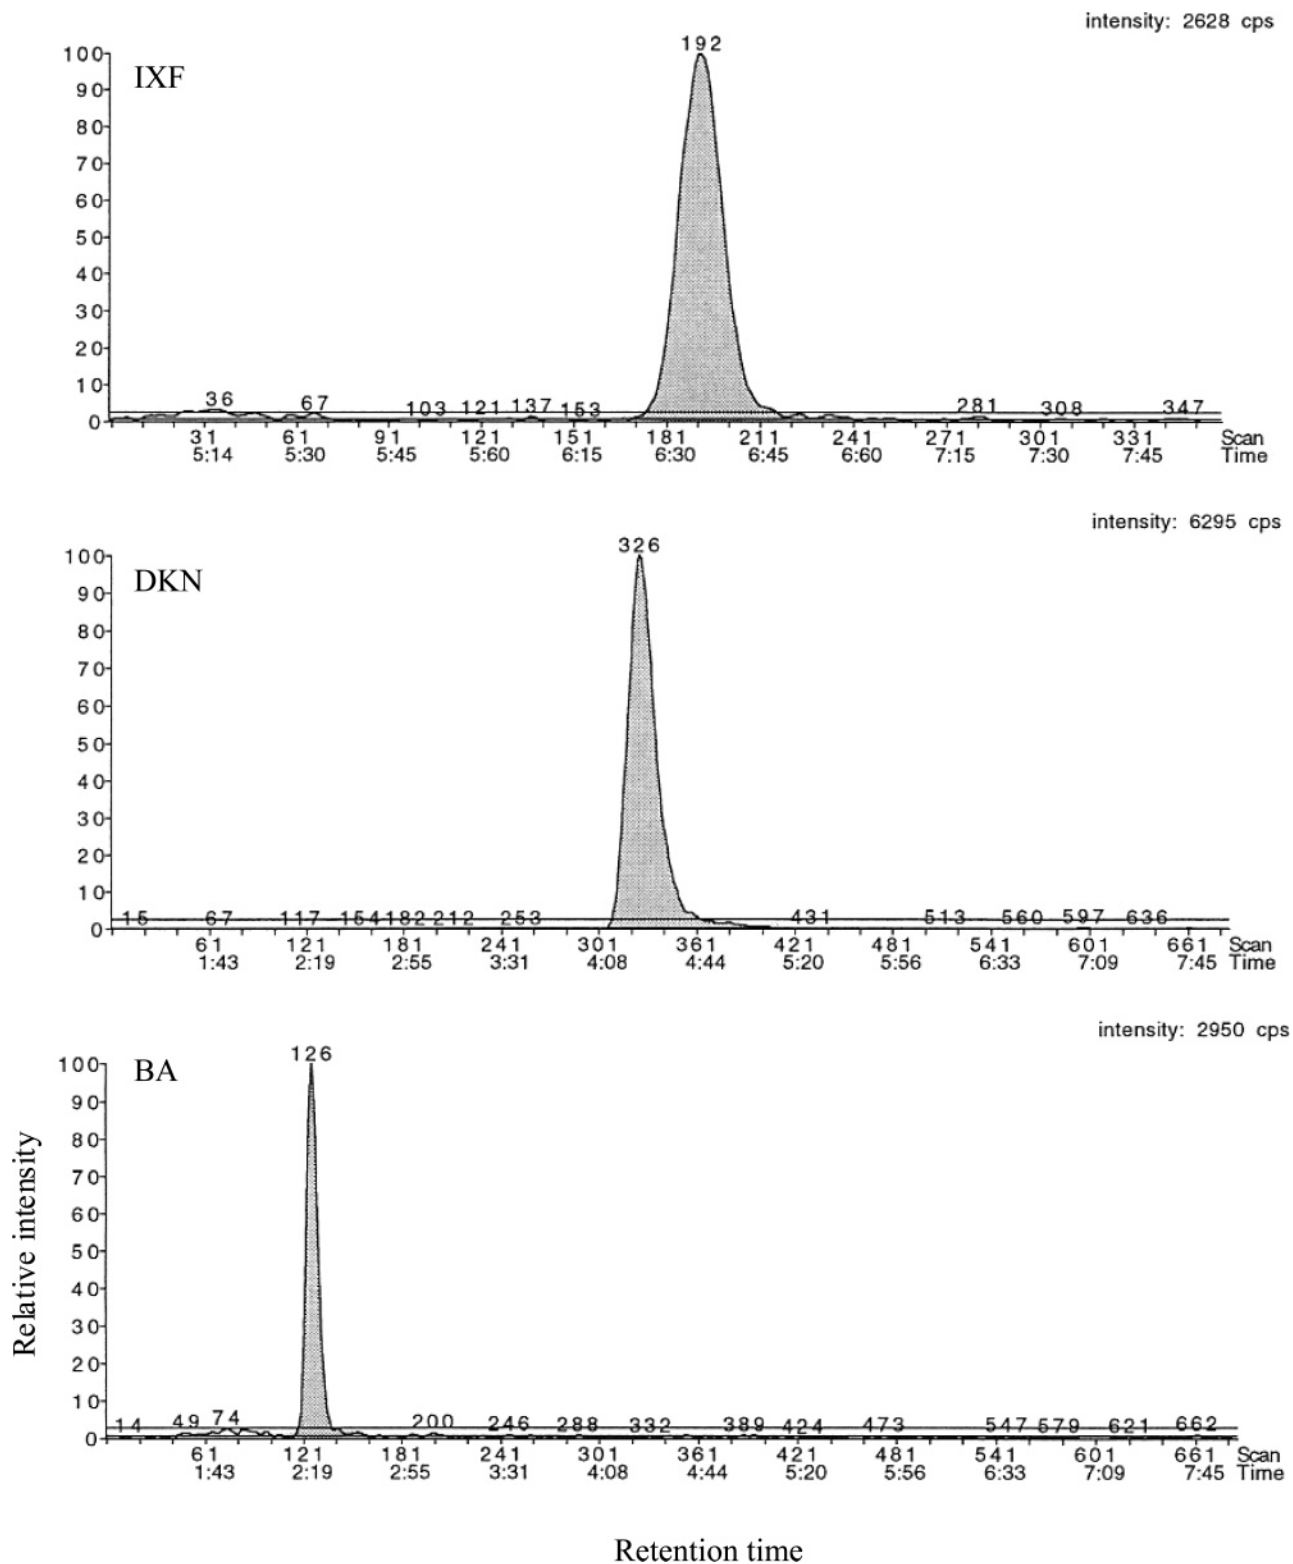 intensity: 2628 cps
192
IXF
100
90
80
70
60
50
40
30
20
10
0
36 67 103 121 137 153 281 308 347
31 61 91 121 151 181 211 241 271 301 331 Scan
5:14 5:30 5:45 5:60 6:15 6:30 6:45 6:60 7:15 7:30 7:45 Time
intensity: 6295 cps
326
DKN
100
90
80
70
60
50
40
30
20
10
0
15 67 117 154 182 212 253 431 513 560 597 636
61 121 181 241 301 361 421 481 541 601 661 Scan
1:43 2:19 2:55 3:31 4:08 4:44 5:20 5:56 6:33 7:09 7:45 Time
intensity: 2950 cps
126
BA
100
90
80
70
60
50
40
30
20
10
0
14 49 74 200 246 288 332 389 424 473 547 579 621 662
61 121 181 241 301 361 421 481 541 601 661 Scan
1:43 2:19 2:55 3:31 4:08 4:44 5:20 5:56 6:33 7:09 7:45 Time
Relative intensity
Retention time